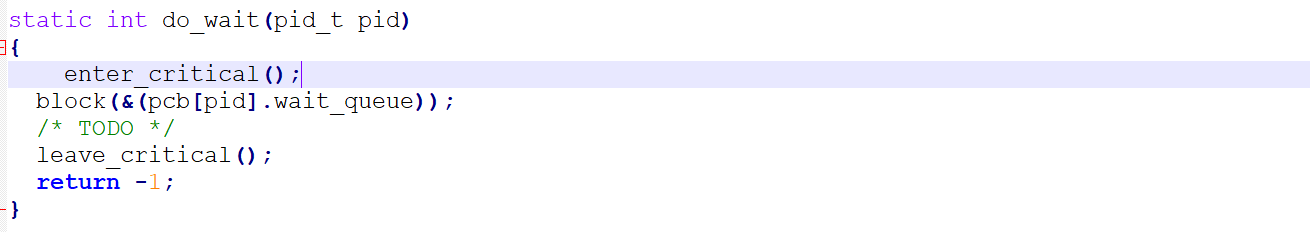 static int do_wait(pid_t pid)
{
    enter_critical();
  block(&(pcb[pid].wait_queue));
  /* TODO */
  leave_critical();
  return -1;
}